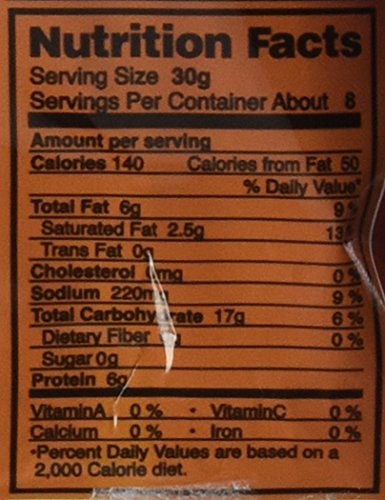 Nutrition Facts
Serving Size 30g
Servings Per Container About 8
Amount per serving
Calories 140 Calories from Fat 50
% Daily Value*
Total Fat 6g 9%
Saturated Fat 2.5g
Trans Fat 0g
Cholesterol 0%
Sodium 220mg 9%
Total Carbohydrate 17g 6%
Dietary Fiber 0%
Sugar 0g
Protein 6g
VitaminA 0% • VitaminC 0%
Calcium 0% • Iron 0%
*Percent Daily Values are based on a
2,000 Calorie diet.